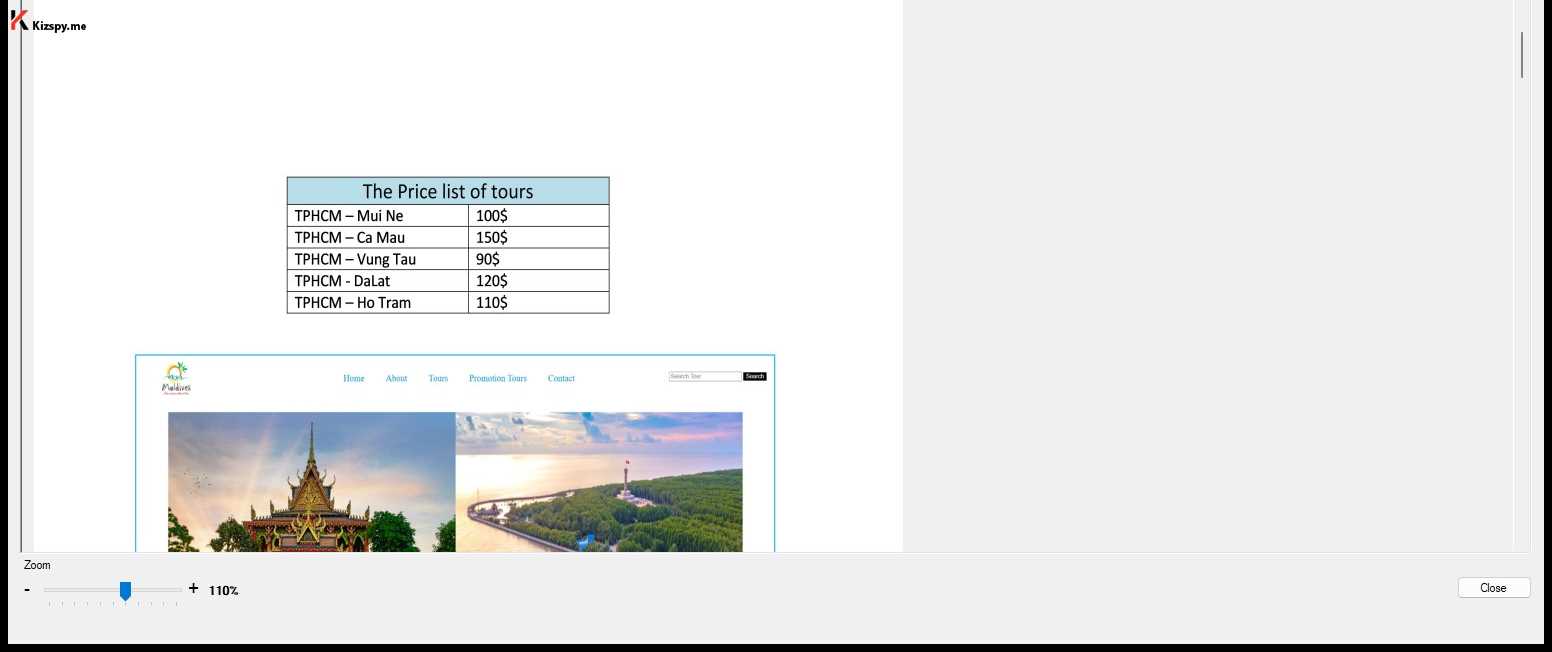 Kizspy.me
The Price list of tours
TPHCM – Mui Ne 100$
TPHCM – Ca Mau 150$
TPHCM – Vung Tau 90$
TPHCM - DaLat 120$
TPHCM – Ho Tram 110$
Maldives
Home About Tours Promotion Tours Contact Search Tour Search
Zoom
- + 110%
Close